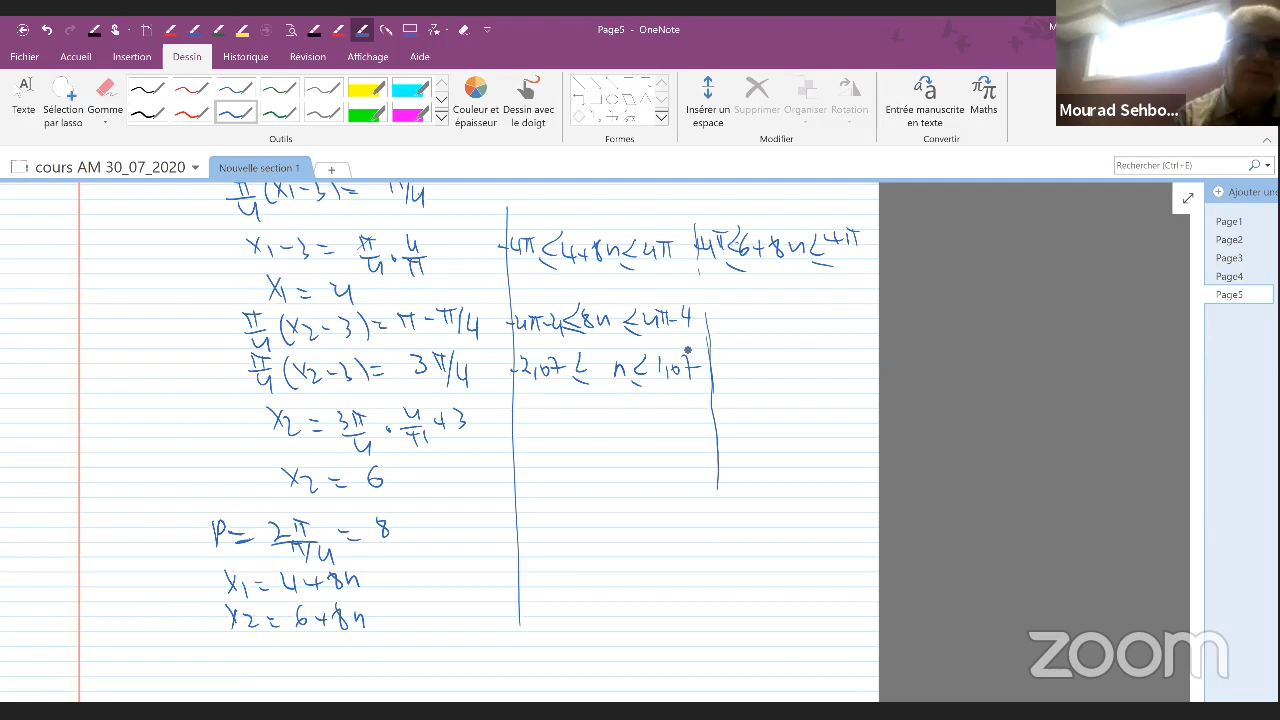 Page5 - OneNote
Fichier Accueil Insertion Dessin Historique Révision Affichage Aide
Mourad Sehbo...
Texte Sélection par lasso Gomme Couleur et épaisseur Dessin avec le doigt Insérer un espace Supprimer Organiser Rotation Entrée manuscrite en texte Maths
Outils Formes Modifier Convertir
cours AM 30_07_2020 Nouvelle section 1 +
Rechercher (Ctrl+E)
Ajouter une
Page1
Page2
Page3
Page4
Page5
π/4 (x1 - 3) = π/4
x1 - 3 = π/4 · 4/π
x1 = 4
π/4 (x2 - 3) = π - π/4
π/4 (x2 - 3) = 3π/4
x2 = 3π/4 · 4/π + 3
x2 = 6
P = 2π/(π/4) = 8
x1 = 4 + 8n
x2 = 6 + 8n
-4π ≤ 4+8n ≤ 4π
-4π-4 ≤ 8n ≤ 4π-4
-2,07 ≤ n ≤ 1,07
-4π ≤ 6+8n ≤ 4π
zoom